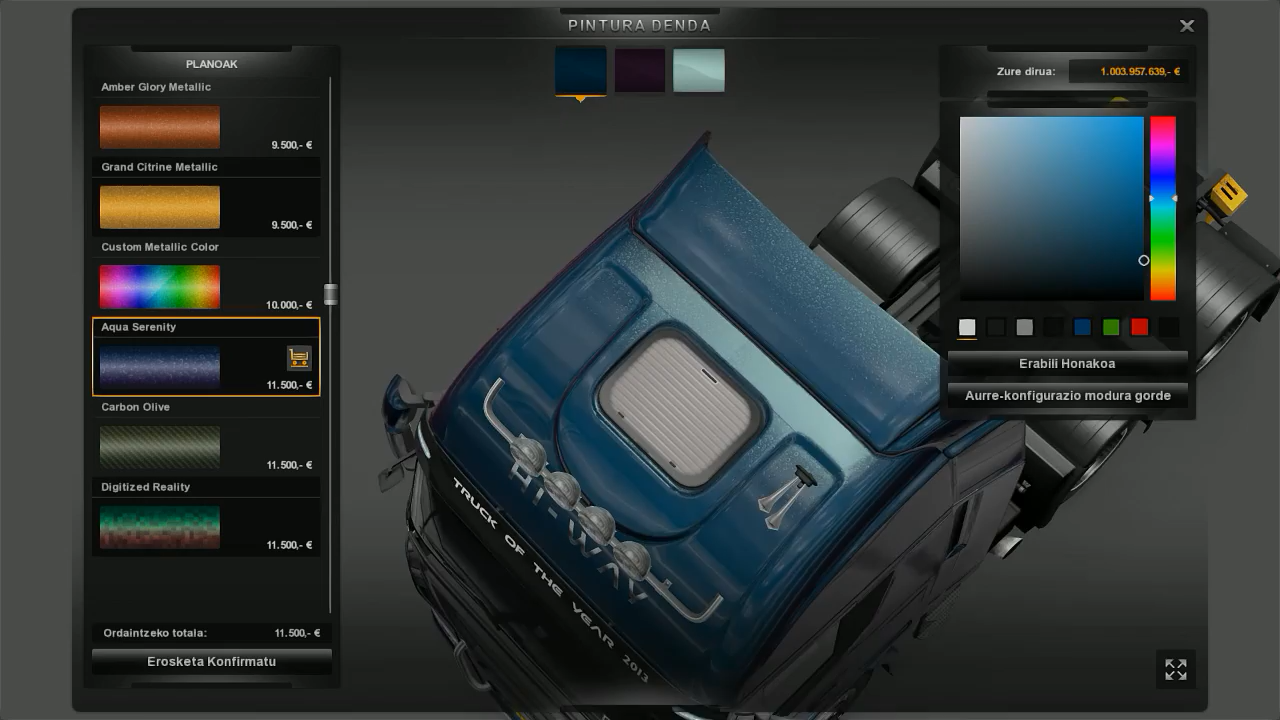 PINTURA DENDA
PLANOAK
Amber Glory Metallic
9.500,- €
Grand Citrine Metallic
9.500,- €
Custom Metallic Color
10.000,- €
Aqua Serenity
11.500,- €
Carbon Olive
11.500,- €
Digitized Reality
11.500,- €
Ordaintzeko totala: 11.500,- €
Erosketa Konfirmatu
Zure dirua: 1.003.957.639,- €
Erabili Honakoa
Aurre-konfigurazio modura gorde
HI-WAY
TRUCK OF THE YEAR 2013